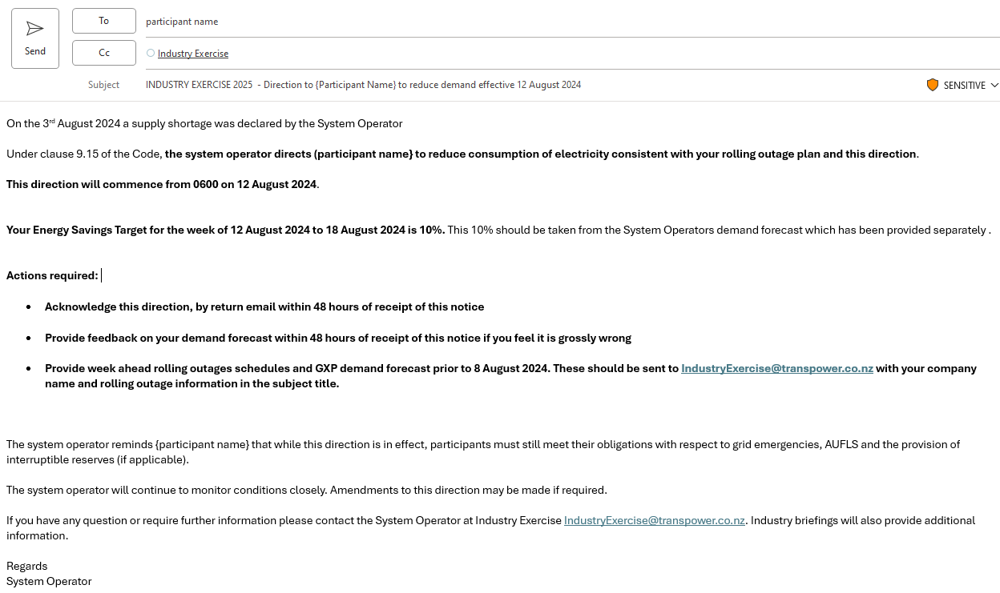 To
participant name
Send
Cc
Industry Exercise
Subject
INDUSTRY EXERCISE 2025 - Direction to {Participant Name} to reduce demand effective 12 August 2024
SENSITIVE
On the 3rd August 2024 a supply shortage was declared by the System Operator
Under clause 9.15 of the Code, the system operator directs (participant name} to reduce consumption of electricity consistent with your rolling outage plan and this direction.
This direction will commence from 0600 on 12 August 2024.
Your Energy Savings Target for the week of 12 August 2024 to 18 August 2024 is 10%. This 10% should be taken from the System Operators demand forecast which has been provided separately .
Actions required:
• Acknowledge this direction, by return email within 48 hours of receipt of this notice
• Provide feedback on your demand forecast within 48 hours of receipt of this notice if you feel it is grossly wrong
• Provide week ahead rolling outages schedules and GXP demand forecast prior to 8 August 2024. These should be sent to IndustryExercise@transpower.co.nz with your company
name and rolling outage information in the subject title.
The system operator reminds {participant name} that while this direction is in effect, participants must still meet their obligations with respect to grid emergencies, AUFLS and the provision of
interruptible reserves (if applicable).
The system operator will continue to monitor conditions closely. Amendments to this direction may be made if required.
If you have any question or require further information please contact the System Operator at Industry Exercise IndustryExercise@transpower.co.nz. Industry briefings will also provide additional
information.
Regards
System Operator